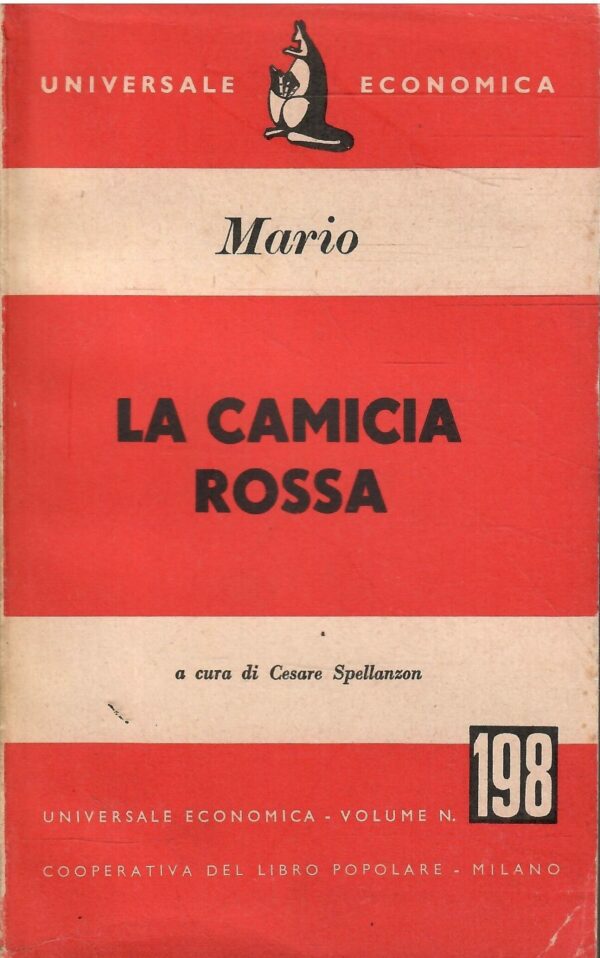 UNIVERSALE ECONOMICA
Mario
LA CAMICIA
ROSSA
a cura di Cesare Spellanzon
UNIVERSALE ECONOMICA - VOLUME N. 198
COOPERATIVA DEL LIBRO POPOLARE - MILANO